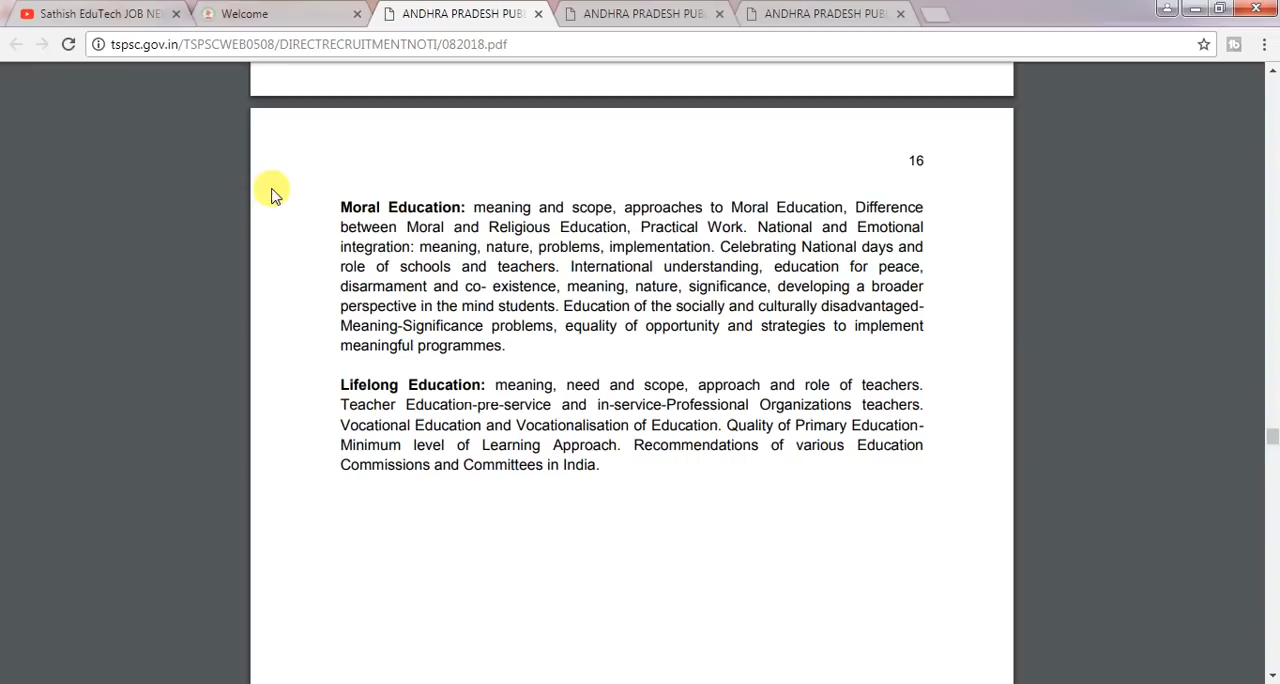 Sathish EduTech JOB NE
Welcome
ANDHRA PRADESH PUB
ANDHRA PRADESH PUB
ANDHRA PRADESH PUB
tspsc.gov.in/TSPSCWEB0508/DIRECTRECRUITMENTNOTI/082018.pdf
16
Moral Education: meaning and scope, approaches to Moral Education, Difference
between Moral and Religious Education, Practical Work. National and Emotional
integration: meaning, nature, problems, implementation. Celebrating National days and
role of schools and teachers. International understanding, education for peace,
disarmament and co- existence, meaning, nature, significance, developing a broader
perspective in the mind students. Education of the socially and culturally disadvantaged-
Meaning-Significance problems, equality of opportunity and strategies to implement
meaningful programmes.
Lifelong Education: meaning, need and scope, approach and role of teachers.
Teacher Education-pre-service and in-service-Professional Organizations teachers.
Vocational Education and Vocationalisation of Education. Quality of Primary Education-
Minimum level of Learning Approach. Recommendations of various Education
Commissions and Committees in India.